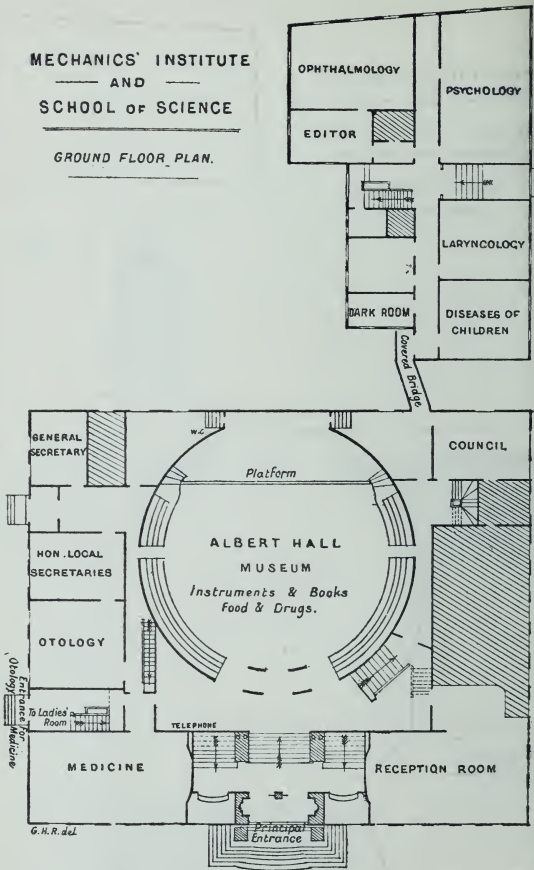 MECHANICS' INSTITUTE
AND
SCHOOL OF SCIENCE
GROUND FLOOR PLAN.
OPHTHALMOLOGY
PSYCHOLOGY
EDITOR
LARYNCOLOGY
DARK ROOM
DISEASES OF
CHILDREN
Covered Bridge
GENERAL
SECRETARY
W.C
COUNCIL
Platform
ALBERT HALL
MUSEUM
Instruments & Books
Food & Drugs.
HON. LOCAL
SECRETARIES
OTOLOGY
Entrance For
Otology Medicine
To Ladies'
Room
TELEPHONE
MEDICINE
RECEPTION ROOM
Principal
Entrance
G.H.R. del.